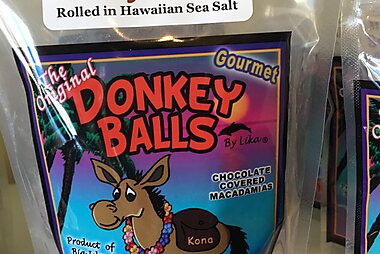 Rolled in Hawaiian Sea Salt
The
Original
Gourmet
DONKEY
BALLS
By Lika ®
CHOCOLATE
COVERED
MACADAMIAS
Kona
Product of